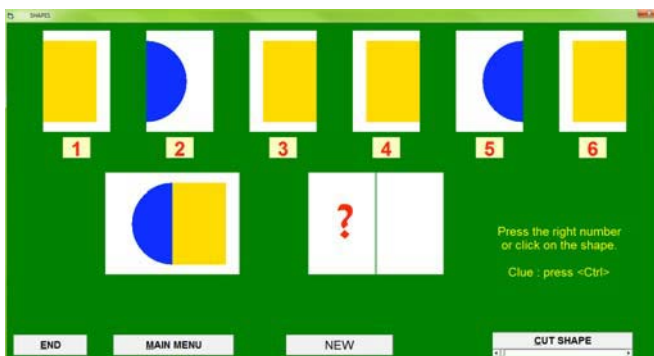 SHAPES
1 2 3 4 5 6
?
Press the right number
or click on the shape.
Clue : press <Ctrl>
END MAIN MENU NEW CUT SHAPE